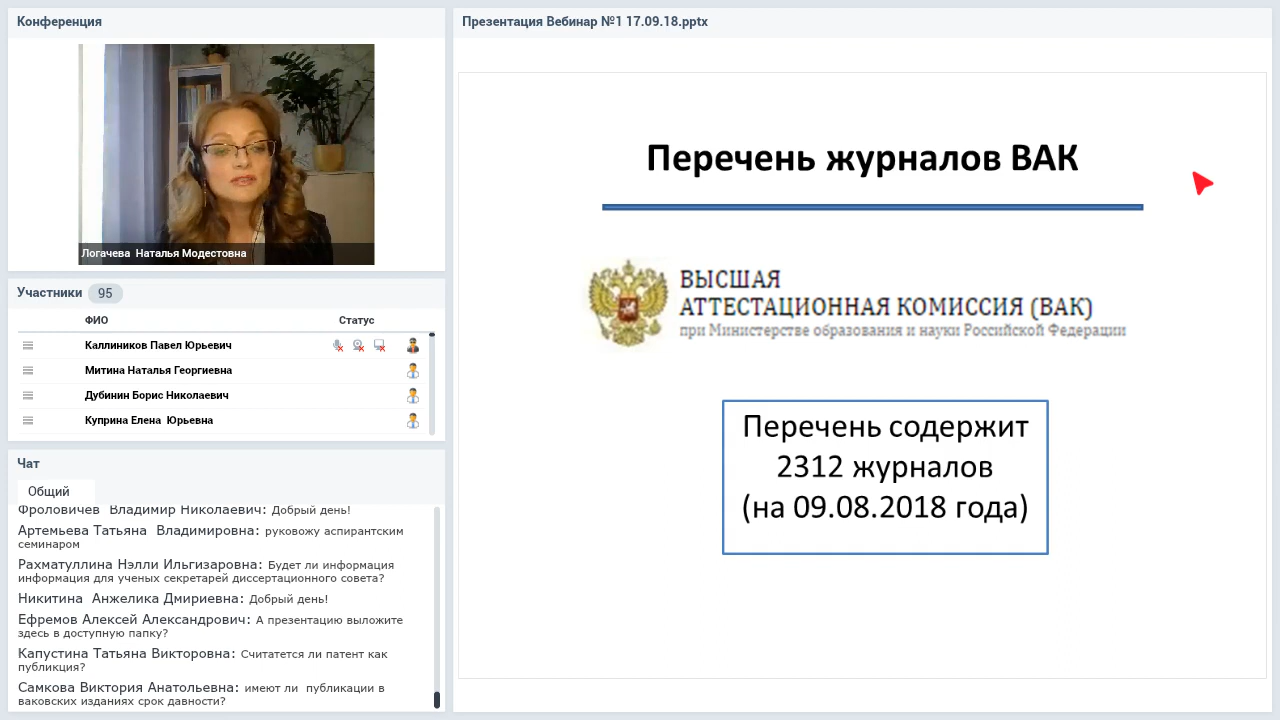 Конференция
Логачева  Наталья Модестовна
Участники 95
ФИО Статус
Каллиников Павел Юрьевич
Митина Наталья Георгиевна
Дубинин Борис Николаевич
Куприна Елена  Юрьевна
Чат
Общий
Фроловичев  Владимир Николаевич: Добрый день!
Артемьева Татьяна  Владимировна: руковожу аспирантским
семинаром
Рахматуллина Нэлли Ильгизаровна: Будет ли информация
информация для ученых секретарей диссертационного совета?
Никитина  Анжелика Дмириевна: Добрый день!
Ефремов Алексей Александрович: А презентацию выложите
здесь в доступную папку?
Капустина Татьяна Викторовна: Считатется ли патент как
публикция?
Самкова Виктория Анатольевна: имеют ли  публикации в
ваковских изданиях срок давности?
Презентация Вебинар №1 17.09.18.pptx
Перечень журналов ВАК
ВЫСШАЯ
АТТЕСТАЦИОННАЯ КОМИССИЯ (ВАК)
при Министерстве образования и науки Российской Федерации
Перечень содержит
2312 журналов
(на 09.08.2018 года)